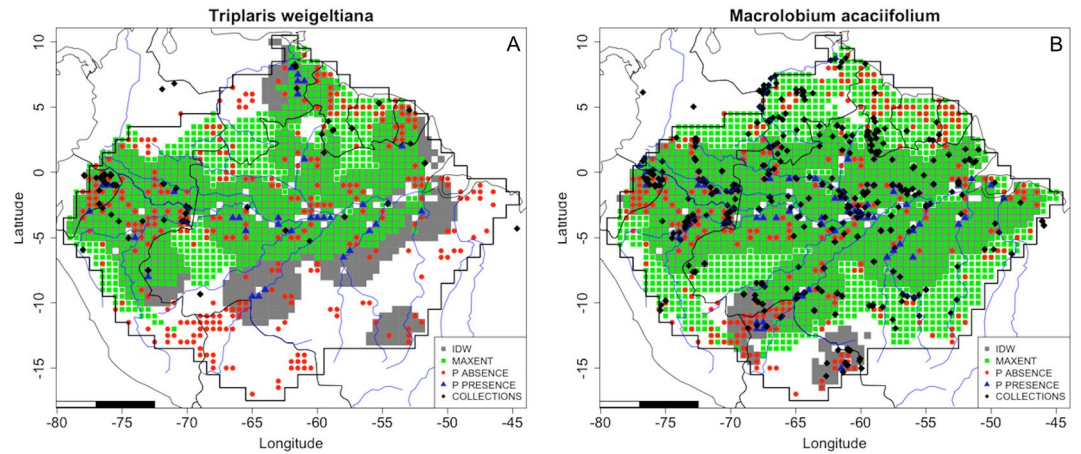 Triplaris weigeltiana
A
10
5
0
-5
-10
-15
Latitude
IDW
MAXENT
P ABSENCE
P PRESENCE
COLLECTIONS
-80 -75 -70 -65 -60 -55 -50 -45
Longitude
Macrolobium acaciifolium
B
10
5
0
-5
-10
-15
Latitude
IDW
MAXENT
P ABSENCE
P PRESENCE
COLLECTIONS
-80 -75 -70 -65 -60 -55 -50 -45
Longitude